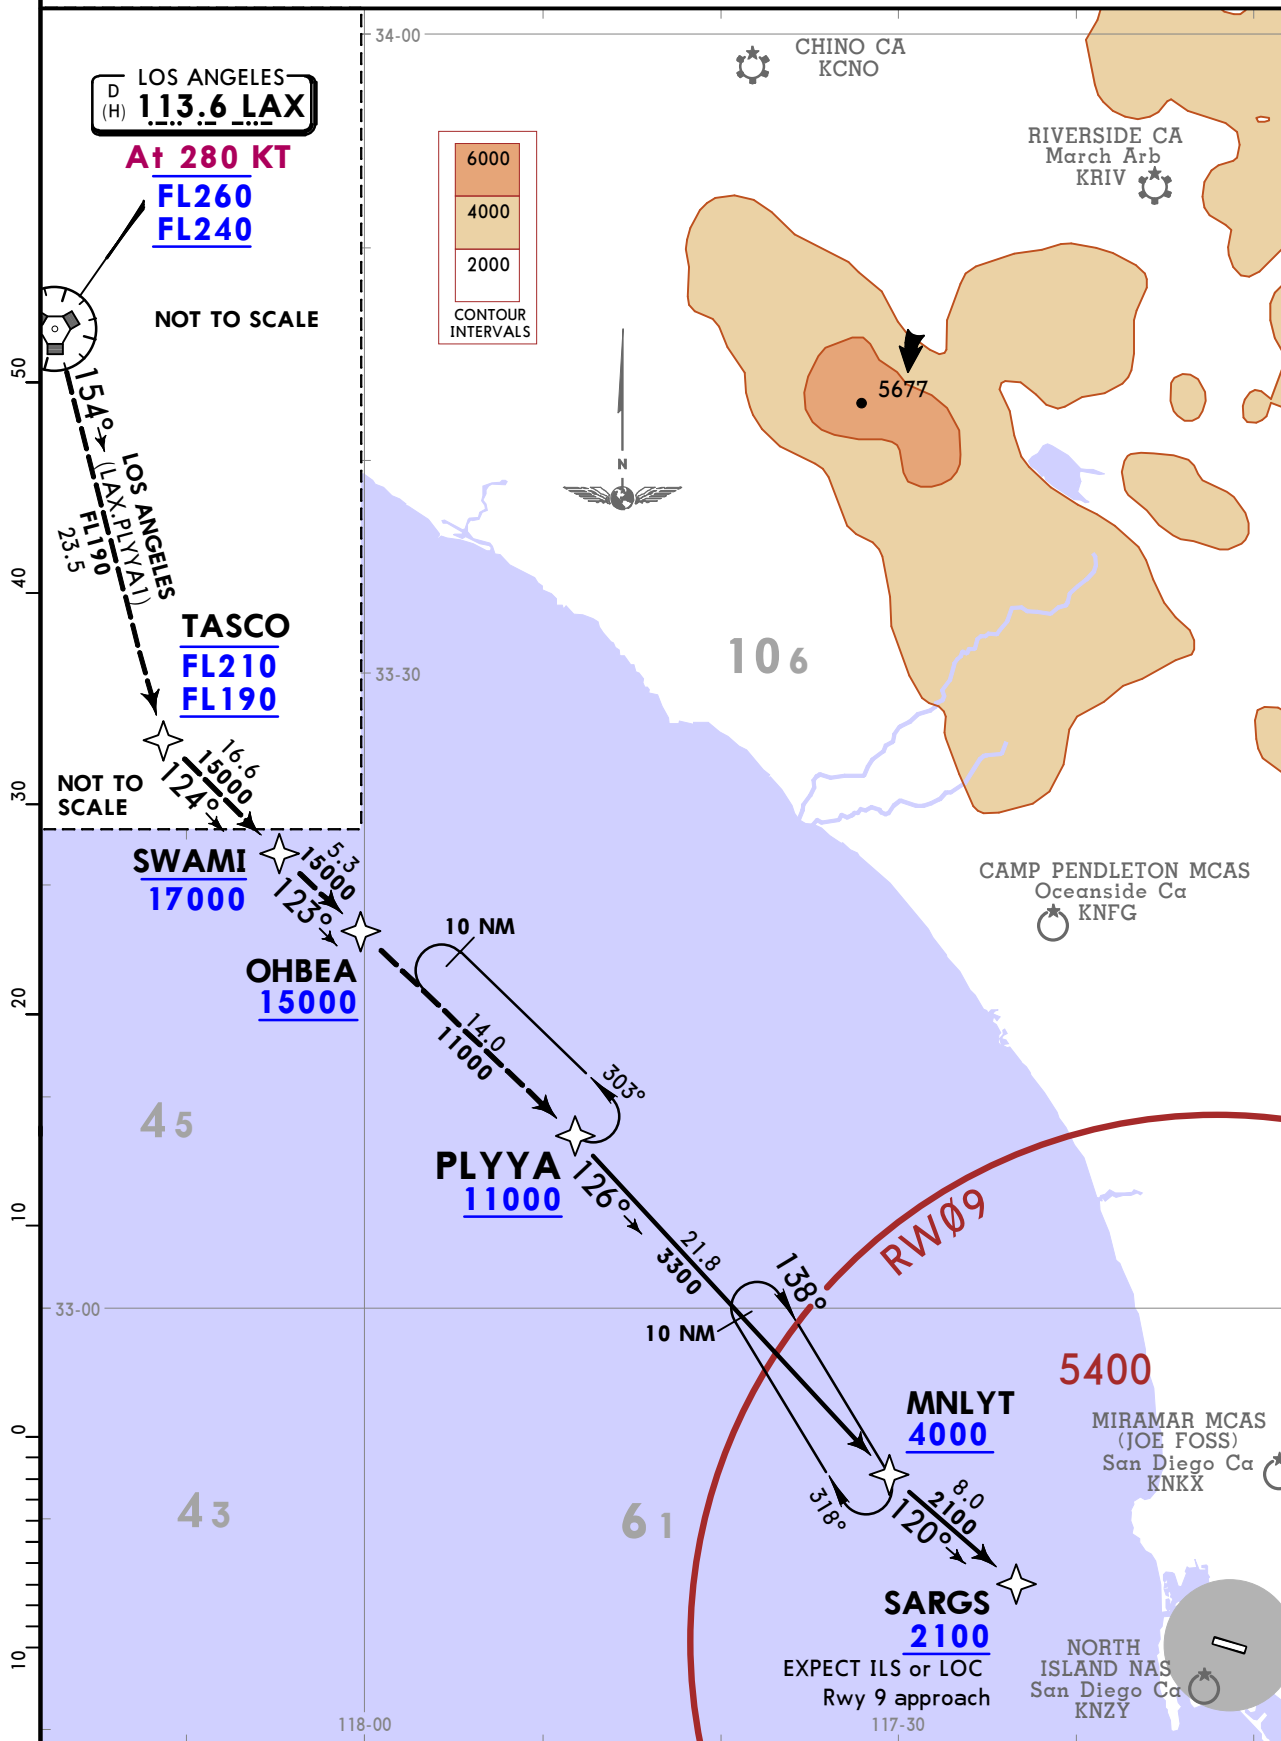 34-00
CHINO CA
KCNO
LOS ANGELES
D
(H)
113.6 LAX
At 280 KT
FL260
FL240
NOT TO SCALE
6000
4000
2000
CONTOUR
INTERVALS
RIVERSIDE CA
March Arb
KRIV
5677
N
50
40
30
20
10
0
10
154°
LOS ANGELES
(LAX.PLYYA1)
FL190
23.5
TASCO
FL210
FL190
33-30
106
16.6
15000
124°
NOT TO
SCALE
SWAMI
17000
5.3
15000
123°
OHBEA
15000
CAMP PENDLETON MCAS
Oceanside Ca
KNFG
10 NM
14.0
11000
303°
45
PLYYA
11000
126°
21.8
3300
RWØ9
138°
33-00
10 NM
5400
MNLYT
4000
MIRAMAR MCAS
(JOE FOSS)
San Diego Ca
KNKX
43
61
318°
8.0
2100
120°
SARGS
2100
EXPECT ILS or LOC
Rwy 9 approach
NORTH
ISLAND NAS
San Diego Ca
KNZY
118-00
117-30